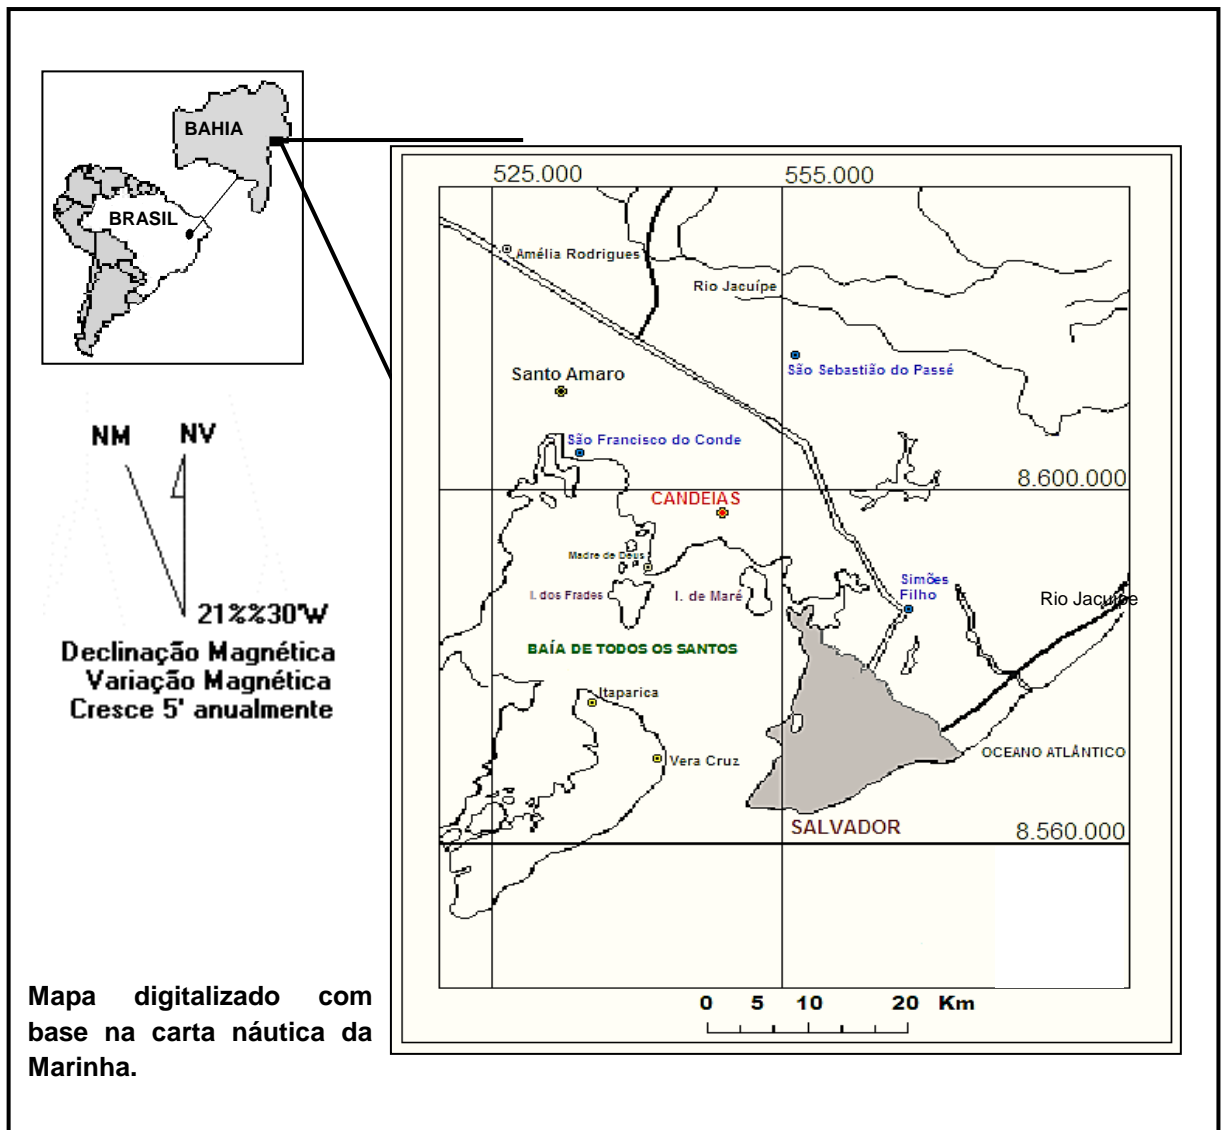 BAHIA
BRASIL
NM NV
21%%30'W
Declinação Magnética
Variação Magnética
Cresce 5' anualmente
Mapa digitalizado com
base na carta náutica da
Marinha.
525.000 555.000
Amélia Rodrigues
Rio Jacuípe
São Sebastião do Passé
Santo Amaro
São Francisco do Conde
8.600.000
CANDEIAS
Madre de Deus
I. dos Frades
I. de Maré
Simões
Filho
Rio Jacuípe
BAÍA DE TODOS OS SANTOS
Itaparica
Vera Cruz
OCEANO ATLÂNTICO
SALVADOR
8.560.000
0 5 10 20 Km